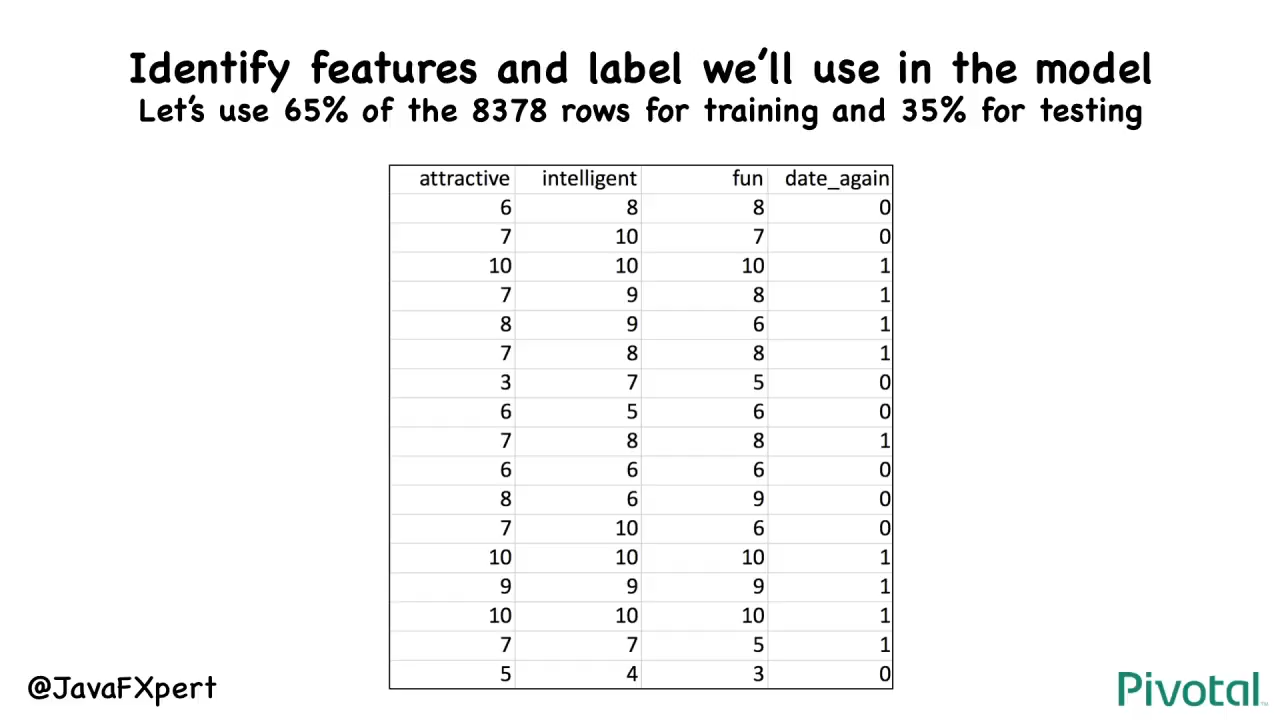 Identify features and label we'll use in the model
Let's use 65% of the 8378 rows for training and 35% for testing
attractive intelligent fun date_again
6 8 8 0
7 10 7 0
10 10 10 1
7 9 8 1
8 9 6 1
7 8 8 1
3 7 5 0
6 5 6 0
7 8 8 1
6 6 6 0
8 6 9 0
7 10 6 0
10 10 10 1
9 9 9 1
10 10 10 1
7 7 5 1
5 4 3 0
@JavaFXpert
Pivotal™